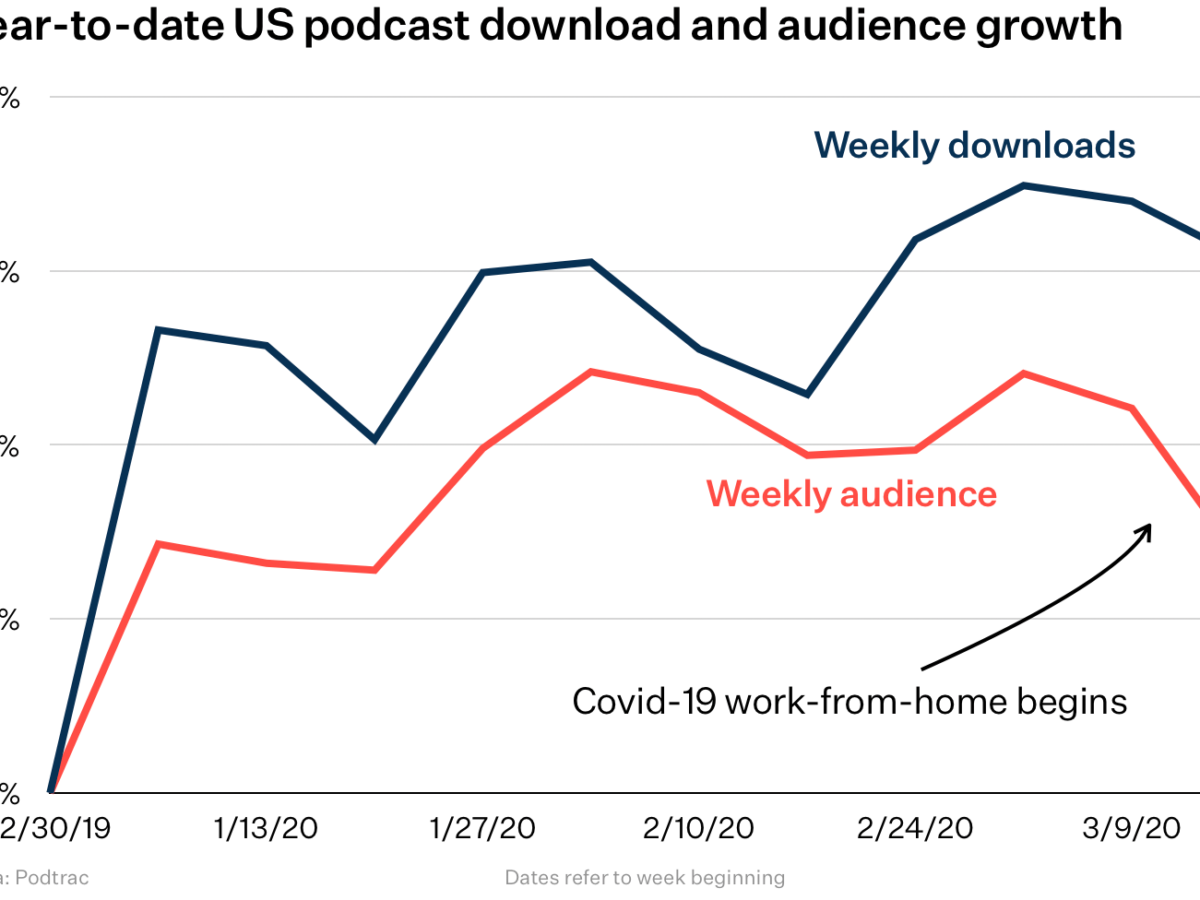 ear-to-date US podcast download and audience growth
%
Weekly downloads
%
%
Weekly audience
%
Covid-19 work-from-home begins
%
2/30/19 1/13/20 1/27/20 2/10/20 2/24/20 3/9/20
a: Podtrac Dates refer to week beginning